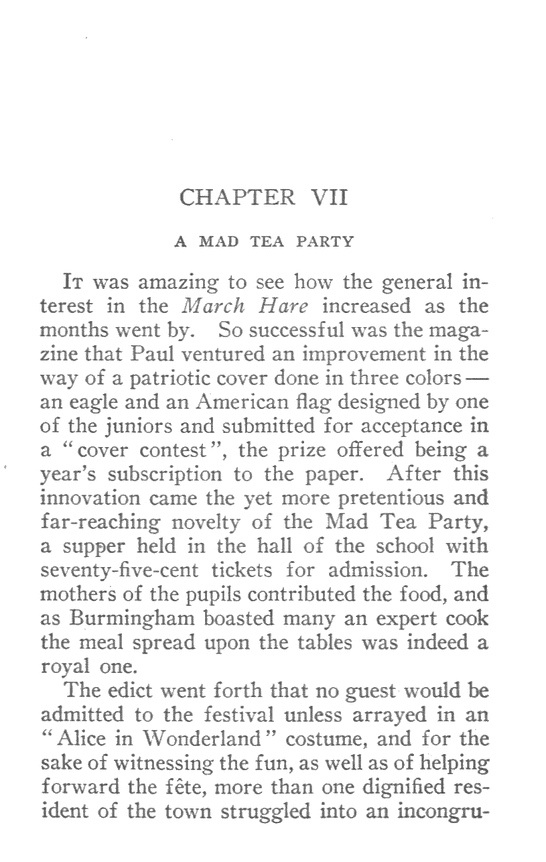 CHAPTER VII
A MAD TEA PARTY
It was amazing to see how the general in-
terest in the March Hare increased as the
months went by. So successful was the maga-
zine that Paul ventured an improvement in the
way of a patriotic cover done in three colors —
an eagle and an American flag designed by one
of the juniors and submitted for acceptance in
a “cover contest”, the prize offered being a
year's subscription to the paper. After this
innovation came the yet more pretentious and
far-reaching novelty of the Mad Tea Party,
a supper held in the hall of the school with
seventy-five-cent tickets for admission. The
mothers of the pupils contributed the food, and
as Burmingham boasted many an expert cook
the meal spread upon the tables was indeed a
royal one.
The edict went forth that no guest would be
admitted to the festival unless arrayed in an
“Alice in Wonderland” costume, and for the
sake of witnessing the fun, as well as of helping
forward the fête, more than one dignified res-
ident of the town struggled into an incongru-